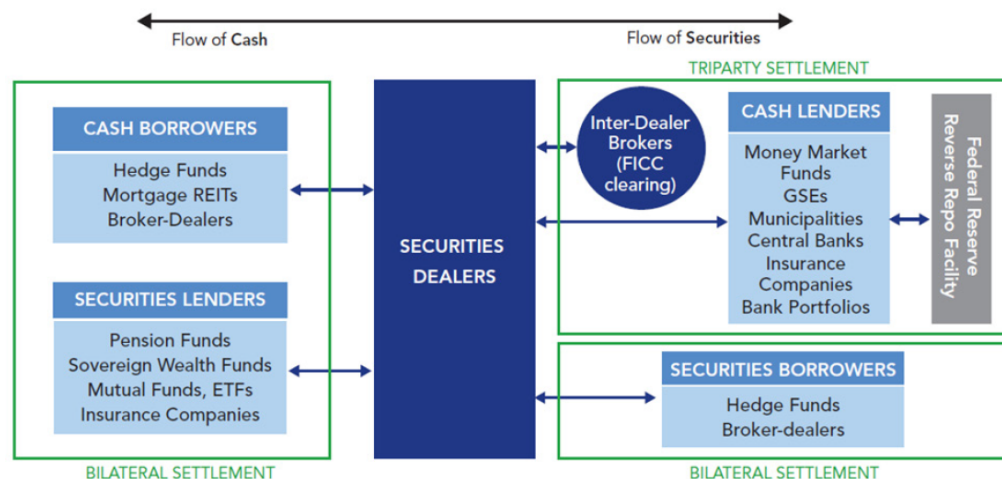 Flow of Cash
Flow of Securities
TRIPARTY SETTLEMENT
CASH BORROWERS
Hedge Funds
Mortgage REITs
Broker-Dealers
SECURITIES LENDERS
Pension Funds
Sovereign Wealth Funds
Mutual Funds, ETFs
Insurance Companies
BILATERAL SETTLEMENT
SECURITIES
DEALERS
Inter-Dealer
Brokers
(FICC
clearing)
CASH LENDERS
Money Market
Funds
GSEs
Municipalities
Central Banks
Insurance
Companies
Bank Portfolios
Federal Reserve
Reverse Repo Facility
SECURITIES BORROWERS
Hedge Funds
Broker-dealers
BILATERAL SETTLEMENT